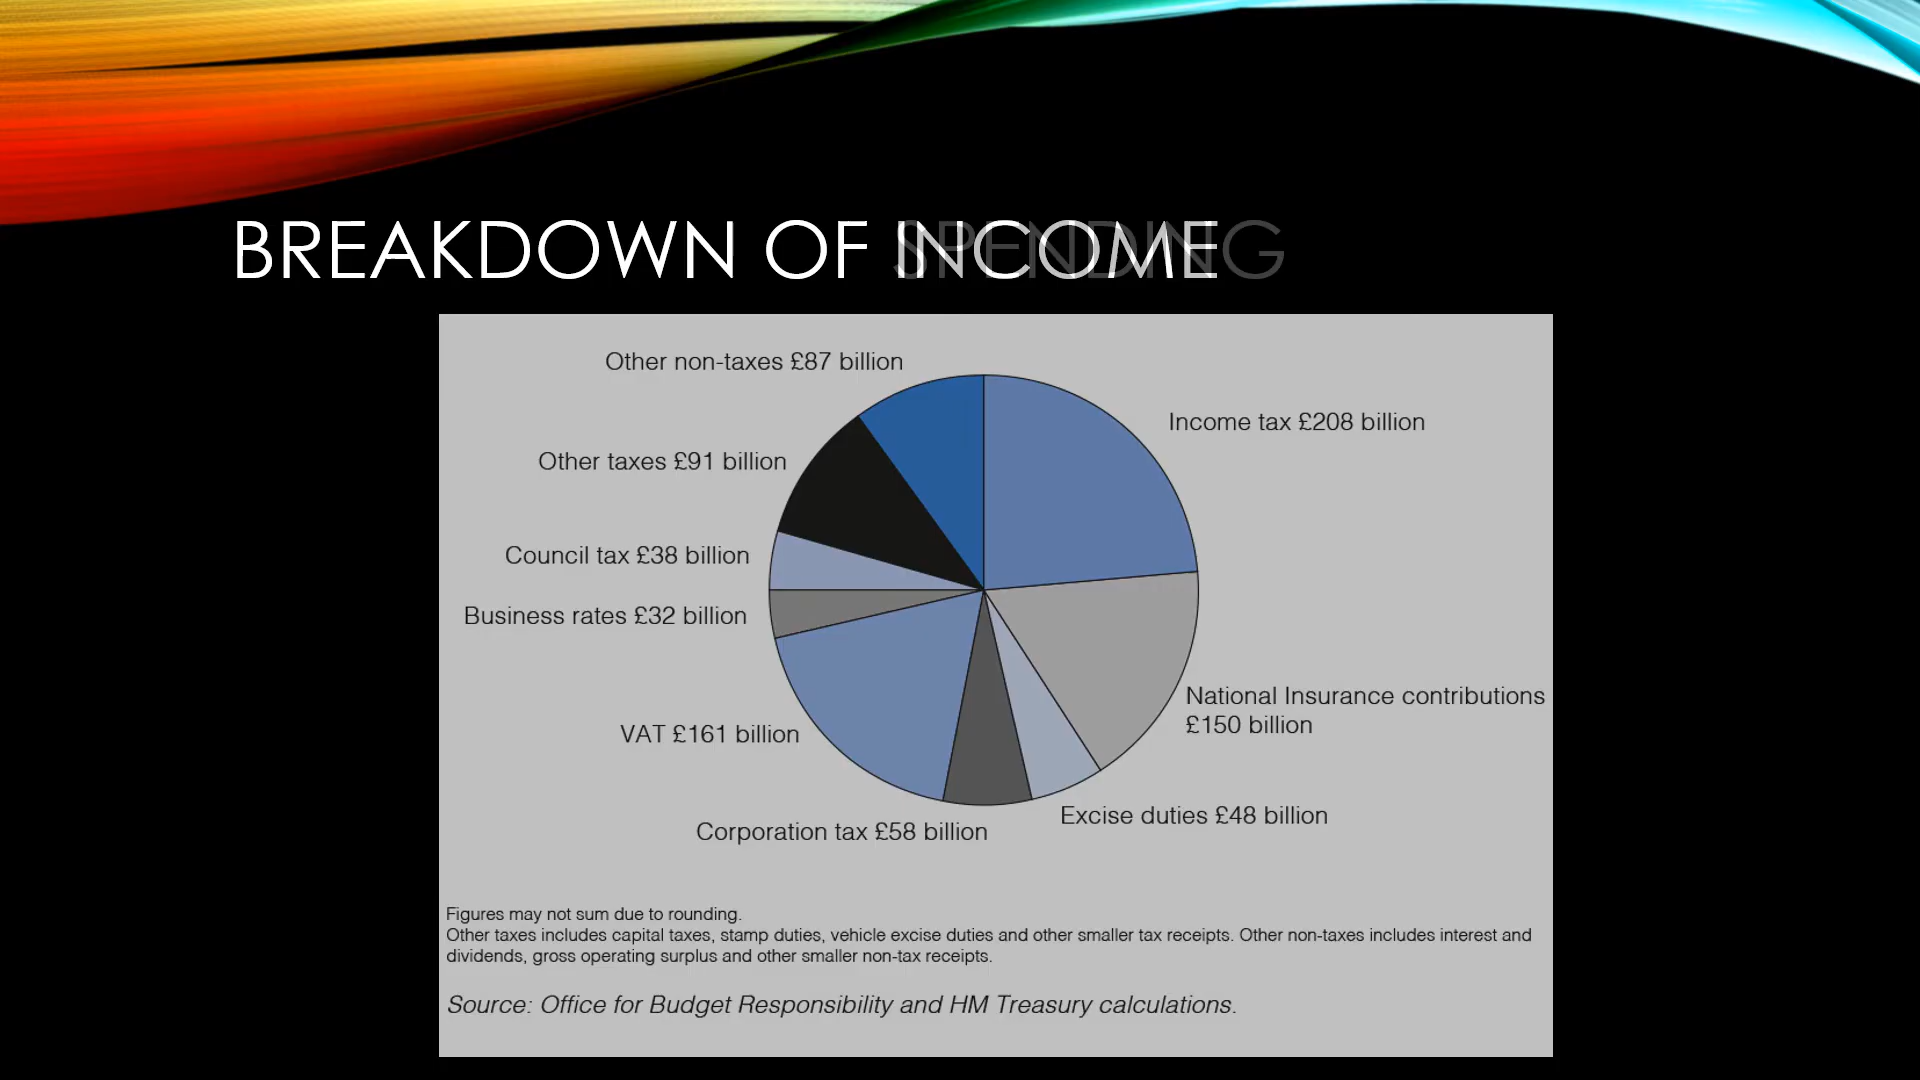 BREAKDOWN OF INCOME
SPENDING
Other non-taxes £87 billion
Income tax £208 billion
Other taxes £91 billion
Council tax £38 billion
Business rates £32 billion
National Insurance contributions
£150 billion
VAT £161 billion
Excise duties £48 billion
Corporation tax £58 billion
Figures may not sum due to rounding.
Other taxes includes capital taxes, stamp duties, vehicle excise duties and other smaller tax receipts. Other non-taxes includes interest and
dividends, gross operating surplus and other smaller non-tax receipts.
Source: Office for Budget Responsibility and HM Treasury calculations.